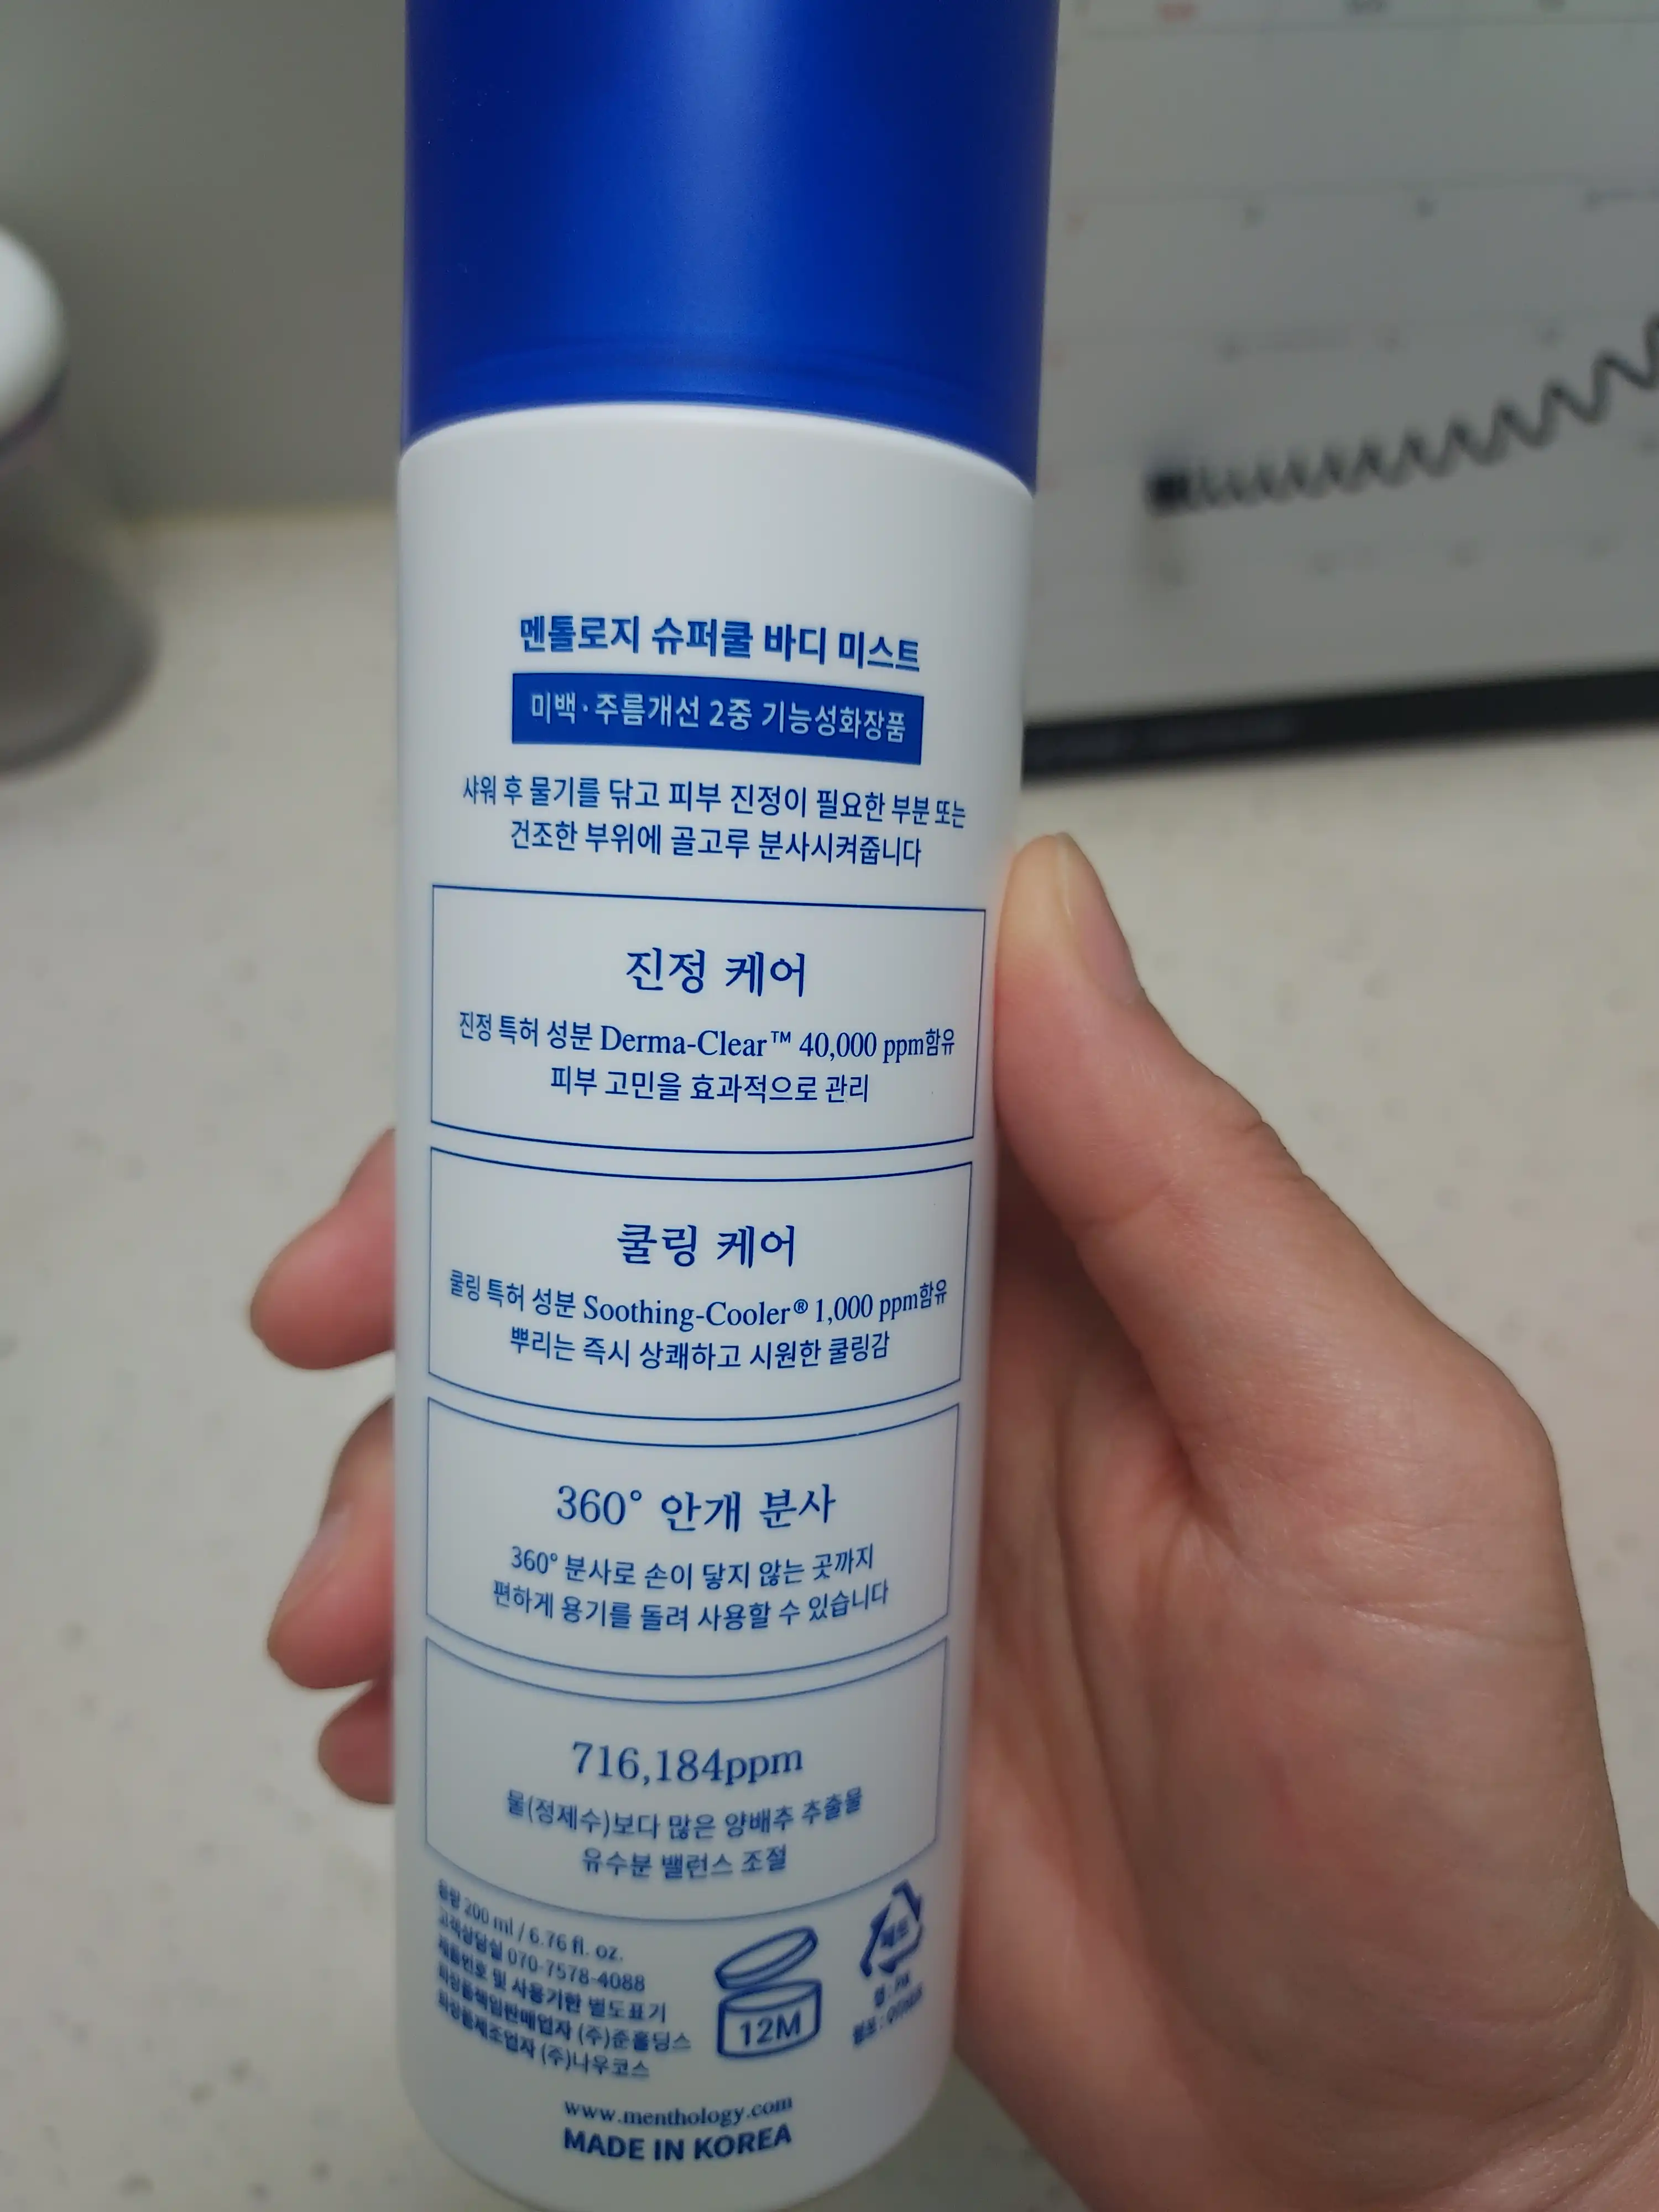 멘톨로지 슈퍼쿨 바디 미스트
미백·주름개선 2중 기능성화장품
샤워 후 물기를 닦고 피부 진정이 필요한 부분 또는
건조한 부위에 골고루 분사시켜줍니다
진정 케어
진정 특허 성분 Derma-Clear™ 40,000 ppm함유
피부 고민을 효과적으로 관리
쿨링 케어
쿨링 특허 성분 Soothing-Cooler® 1,000 ppm함유
뿌리는 즉시 상쾌하고 시원한 쿨링감
360° 안개 분사
360° 분사로 손이 닿지 않는 곳까지
편하게 용기를 돌려 사용할 수 있습니다
716,184ppm
물(정제수)보다 많은 양배추 추출물
유수분 밸런스 조절
용량 200 ml / 6.76 fl. oz.
고객상담실 070-7578-4088
제품번호 및 사용기한 별도표기
화장품책임판매업자 (주)준홀딩스
화장품제조업자 (주)나우코스
12M
페트
www.menthology.com
MADE IN KOREA